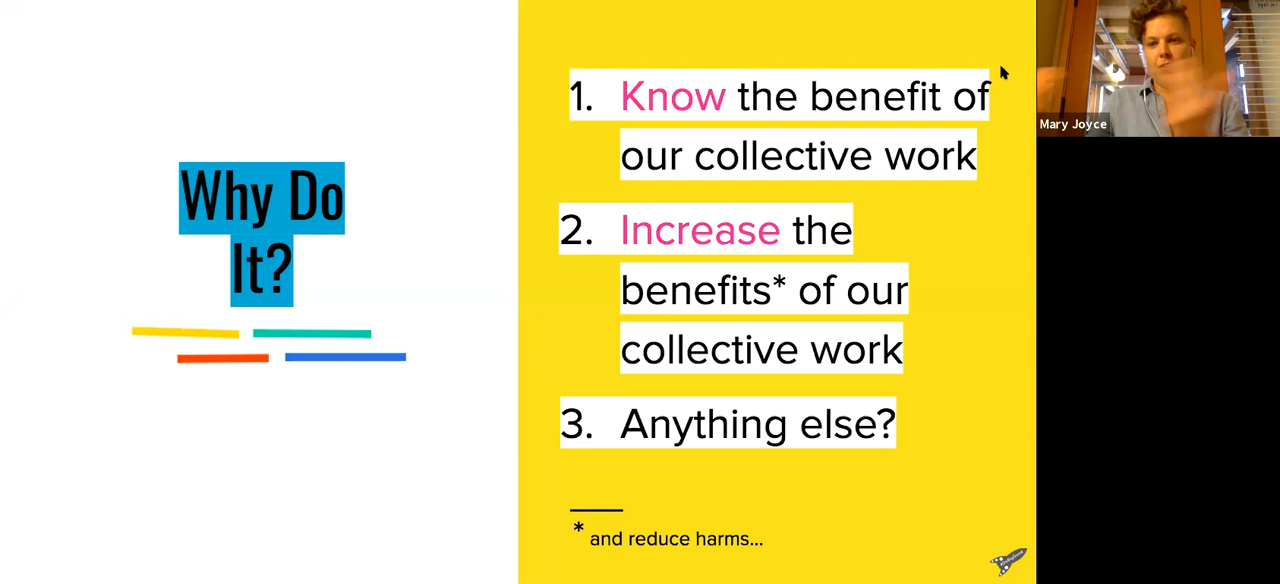 Why Do
It?
1. Know the benefit of
our collective work
2. Increase the
benefits* of our
collective work
3. Anything else?
* and reduce harms...
Mary Joyce